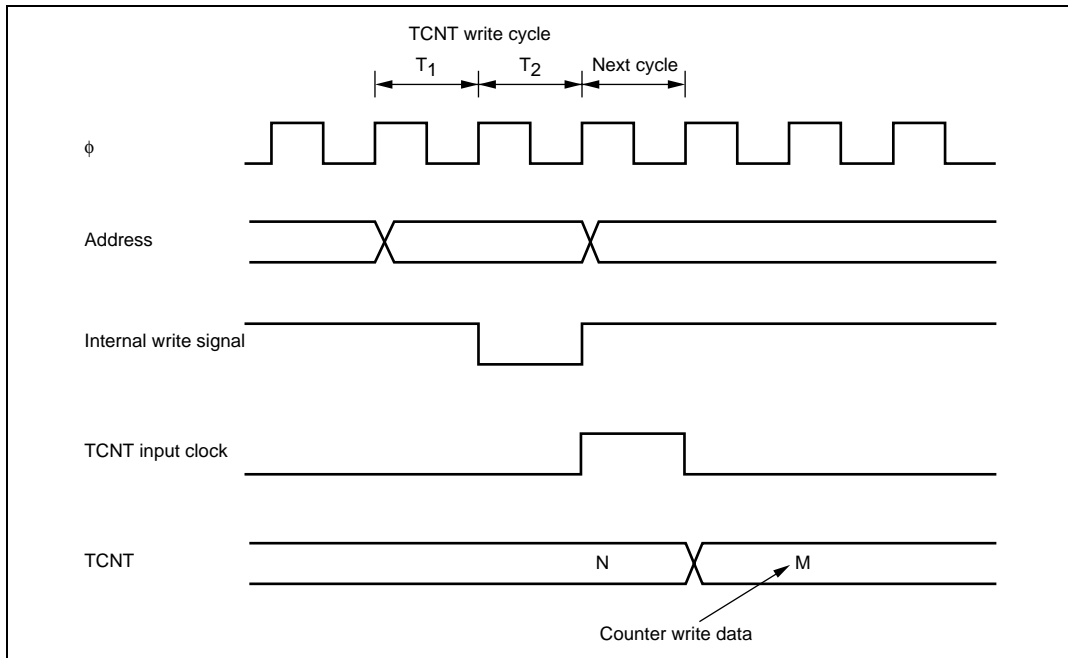 TCNT write cycle
T1 T2 Next cycle
φ
Address
Internal write signal
TCNT input clock
TCNT N M
Counter write data